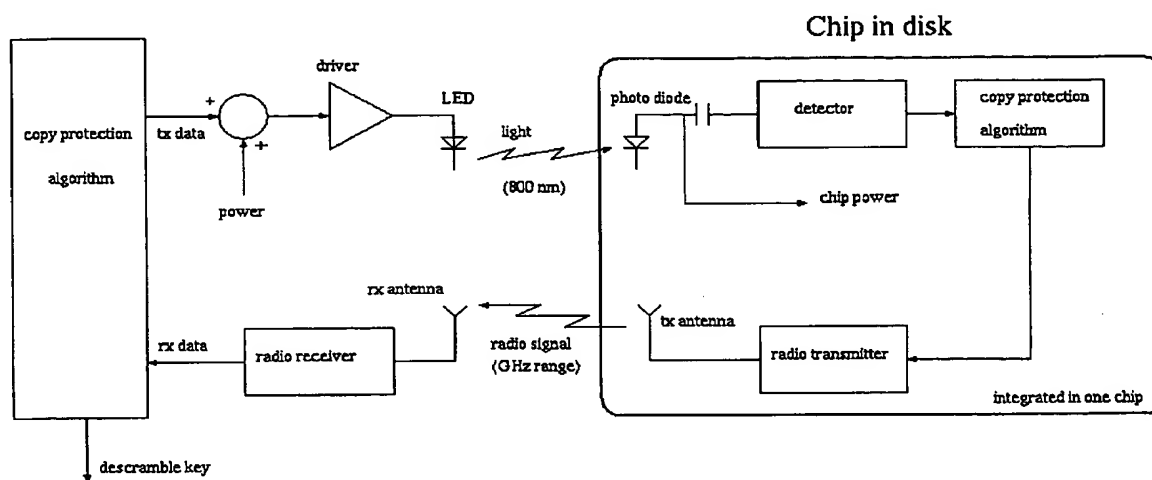 Chip in disk
driver
LED
photo diode
detector
copy protection
algorithm
copy protection
algorithm
+
tx data
+
power
light
(800 nm)
chip power
rx antenna
tx antenna
rx data
radio receiver
radio signal
(GHz range)
radio transmitter
integrated in one chip
descramble key